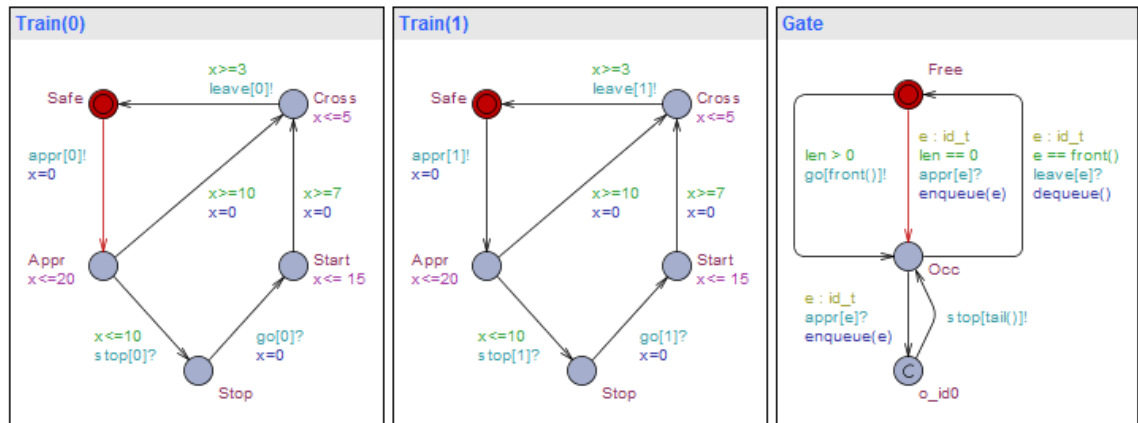 Train(0)
x>=3
leave[0]!
Safe
Cross
x<=5
appr[0]!
x=0
x>=10
x=0
x>=7
x=0
Appr
x<=20
Start
x<= 15
x<=10
stop[0]?
go[0]?
x=0
Stop
Train(1)
x>=3
leave[1]!
Safe
Cross
x<=5
appr[1]!
x=0
x>=10
x=0
x>=7
x=0
Appr
x<=20
Start
x<= 15
x<=10
stop[1]?
go[1]?
x=0
Stop
Gate
Free
len > 0
go[front()]!
e : id_t
len == 0
appr[e]?
enqueue(e)
e : id_t
e == front()
leave[e]?
dequeue()
Occ
e : id_t
appr[e]?
enqueue(e)
stop[tail()]!
C
o_id0